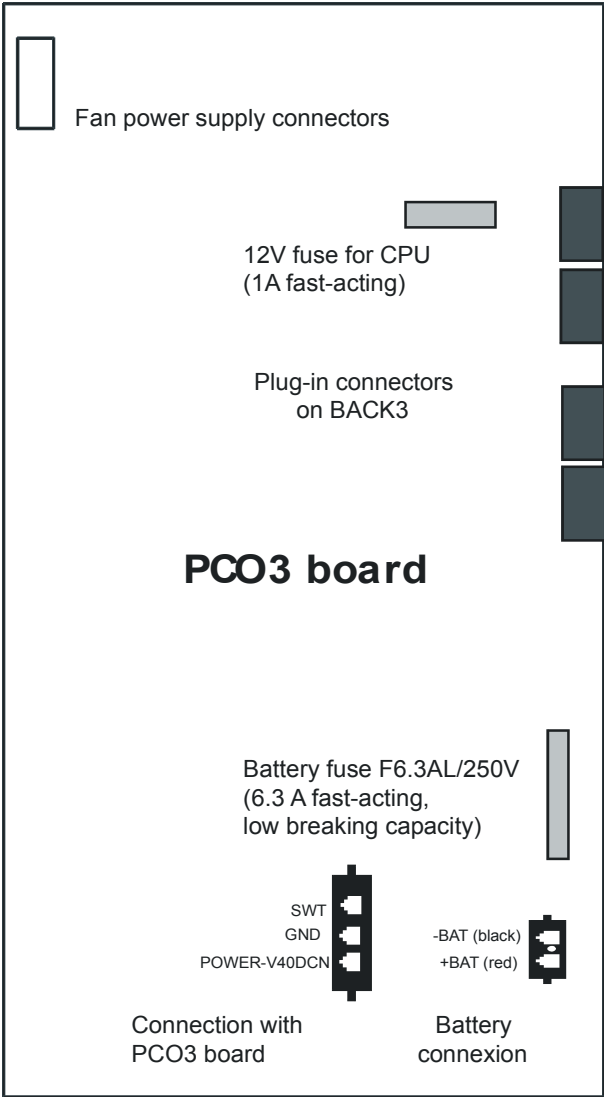 Fan power supply connectors
12V fuse for CPU
(1A fast-acting)
Plug-in connectors
on BACK3
PCO3 board
Battery fuse F6.3AL/250V
(6.3 A fast-acting,
low breaking capacity)
SWT
GND
POWER-V40DCN
-BAT (black)
+BAT (red)
Connection with
PCO3 board
Battery
connexion